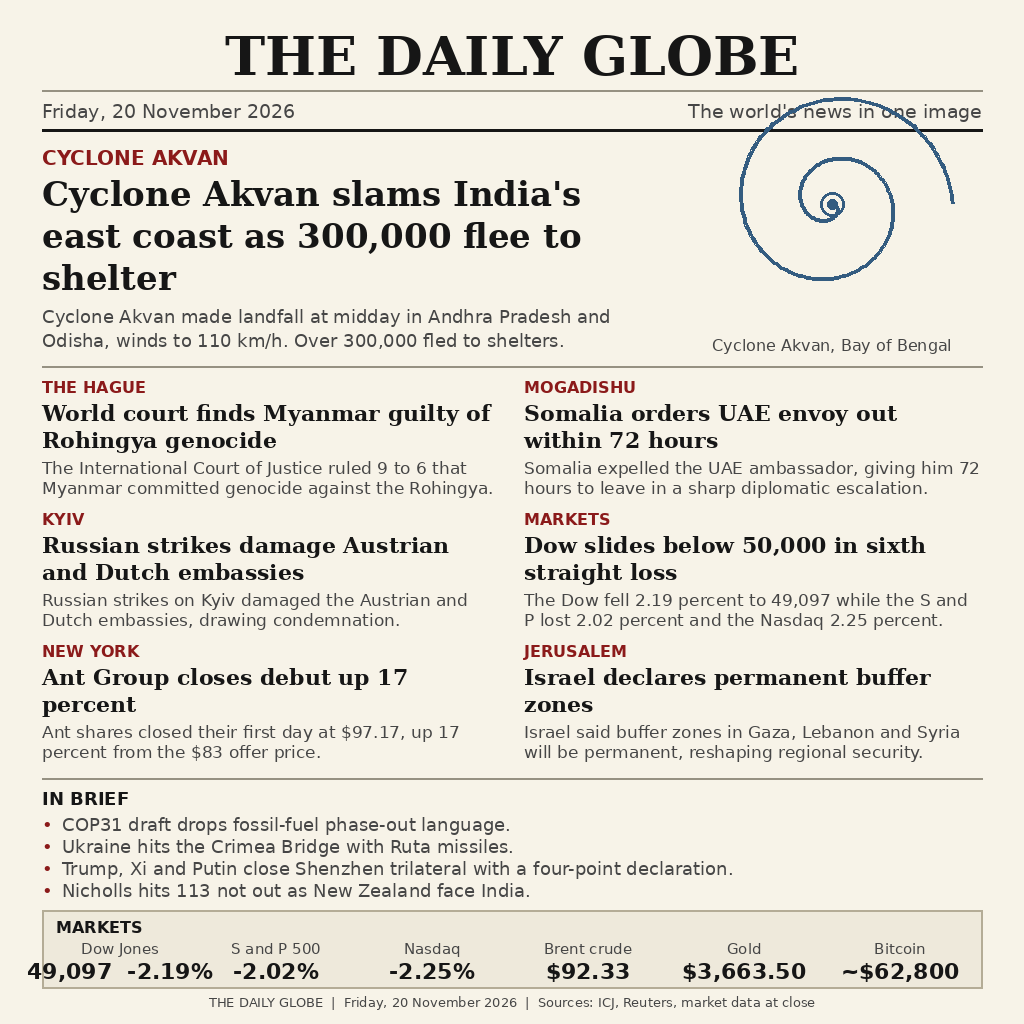 THE DAILY GLOBE
Friday, 20 November 2026
The world's news in one image
CYCLONE AKVAN
Cyclone Akvan slams India's
east coast as 300,000 flee to
shelter
Cyclone Akvan made landfall at midday in Andhra Pradesh and
Odisha, winds to 110 km/h. Over 300,000 fled to shelters.
Cyclone Akvan, Bay of Bengal
THE HAGUE
World court finds Myanmar guilty of
Rohingya genocide
The International Court of Justice ruled 9 to 6 that
Myanmar committed genocide against the Rohingya.
MOGADISHU
Somalia orders UAE envoy out
within 72 hours
Somalia expelled the UAE ambassador, giving him 72
hours to leave in a sharp diplomatic escalation.
KYIV
Russian strikes damage Austrian
and Dutch embassies
Russian strikes on Kyiv damaged the Austrian and
Dutch embassies, drawing condemnation.
MARKETS
Dow slides below 50,000 in sixth
straight loss
The Dow fell 2.19 percent to 49,097 while the S and
P lost 2.02 percent and the Nasdaq 2.25 percent.
NEW YORK
Ant Group closes debut up 17
percent
Ant shares closed their first day at $97.17, up 17
percent from the $83 offer price.
JERUSALEM
Israel declares permanent buffer
zones
Israel said buffer zones in Gaza, Lebanon and Syria
will be permanent, reshaping regional security.
IN BRIEF
• COP31 draft drops fossil-fuel phase-out language.
• Ukraine hits the Crimea Bridge with Ruta missiles.
• Trump, Xi and Putin close Shenzhen trilateral with a four-point declaration.
• Nicholls hits 113 not out as New Zealand face India.
MARKETS
Dow Jones S and P 500 Nasdaq Brent crude Gold Bitcoin
49,097 -2.19% -2.02% -2.25% $92.33 $3,663.50 ~$62,800
THE DAILY GLOBE | Friday, 20 November 2026 | Sources: ICJ, Reuters, market data at close